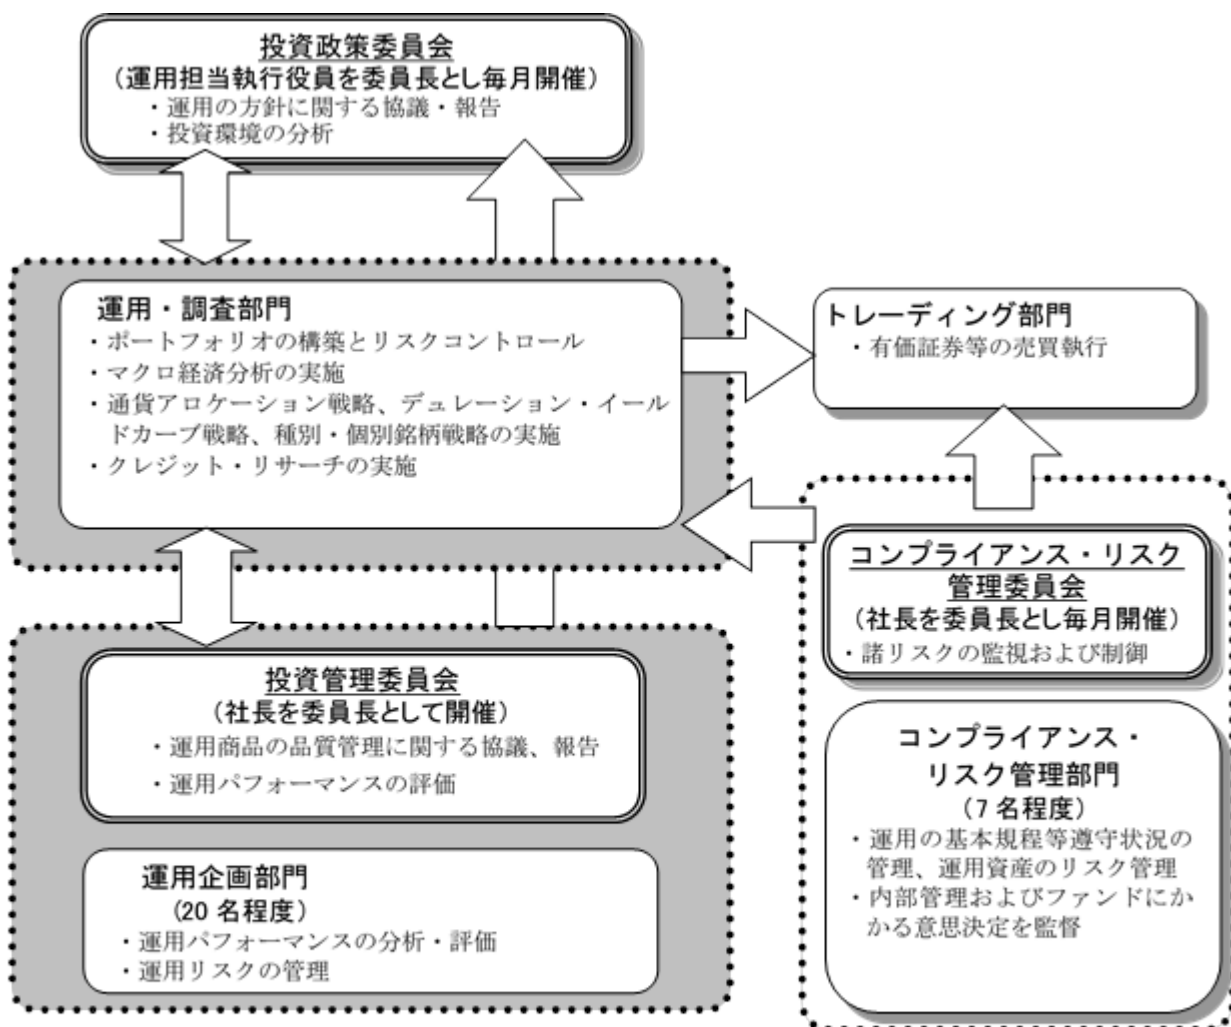 投資政策委員会
(運用担当執行役員を委員長とし毎月開催)
・運用の方針に関する協議・報告
・投資環境の分析
運用・調査部門
・ポートフォリオの構築とリスクコントロール
・マクロ経済分析の実施
・通貨アロケーション戦略、デュレーション・イール
ドカーブ戦略、種別・個別銘柄戦略の実施
・クレジット・リサーチの実施
トレーディング部門
・有価証券等の売買執行
コンプライアンス・リスク
管理委員会
(社長を委員長とし毎月開催)
・諸リスクの監視および制御
投資管理委員会
(社長を委員長として開催)
・運用商品の品質管理に関する協議、報告
・運用パフォーマンスの評価
コンプライアンス・
リスク管理部門
(7名程度)
・運用の基本規程等遵守状況の
管理、運用資産のリスク管理
・内部管理およびファンドにか
かる意思決定を監督
運用企画部門
(20名程度)
・運用パフォーマンスの分析・評価
・運用リスクの管理